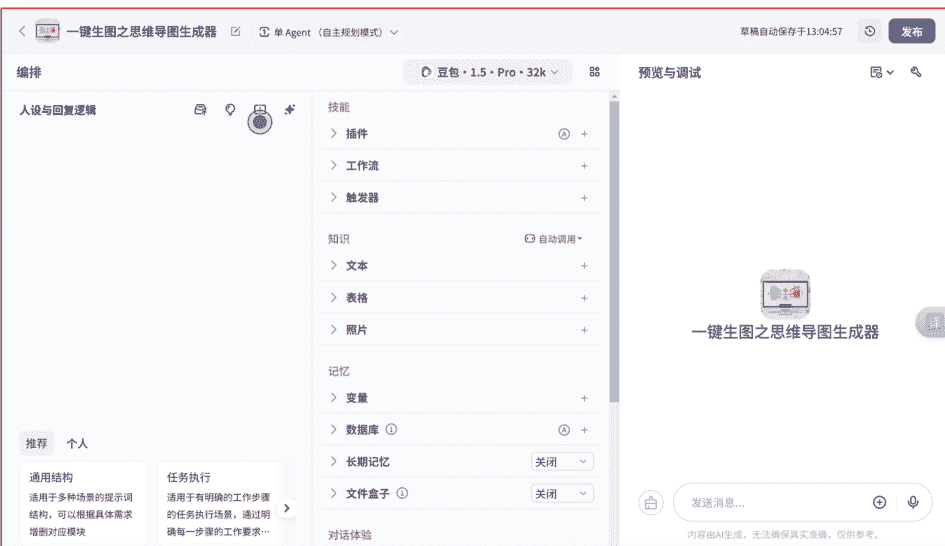 一键生图之思维导图生成器
单 Agent（自主规划模式）
草稿自动保存于13:04:57
发布
编排
豆包・1.5・Pro・32k
预览与调试
人设与回复逻辑
技能
插件
工作流
触发器
知识
自动调用
文本
表格
照片
记忆
变量
数据库
长期记忆
关闭
文件盒子
关闭
对话体验
推荐
个人
通用结构
适用于多种场景的提示词
结构，可以根据具体需求
增删对应模块
任务执行
适用于有明确的工作步骤
的任务执行场景，通过明
确每一步骤的工作要求…
一键生图之思维导图生成器
发送消息...
内容由AI生成，无法确保真实准确，仅供参考。